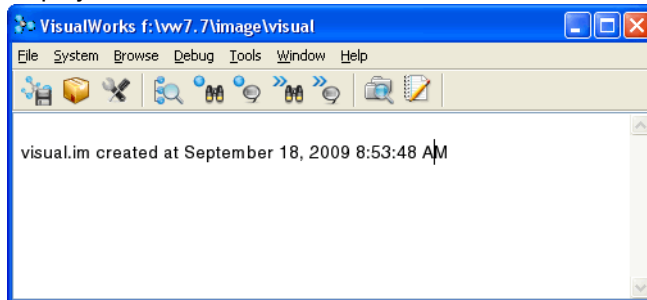 VisualWorks f:\vw7.7\image\visual
File System Browse Debug Tools Window Help
visual.im created at September 18, 2009 8:53:48 AM